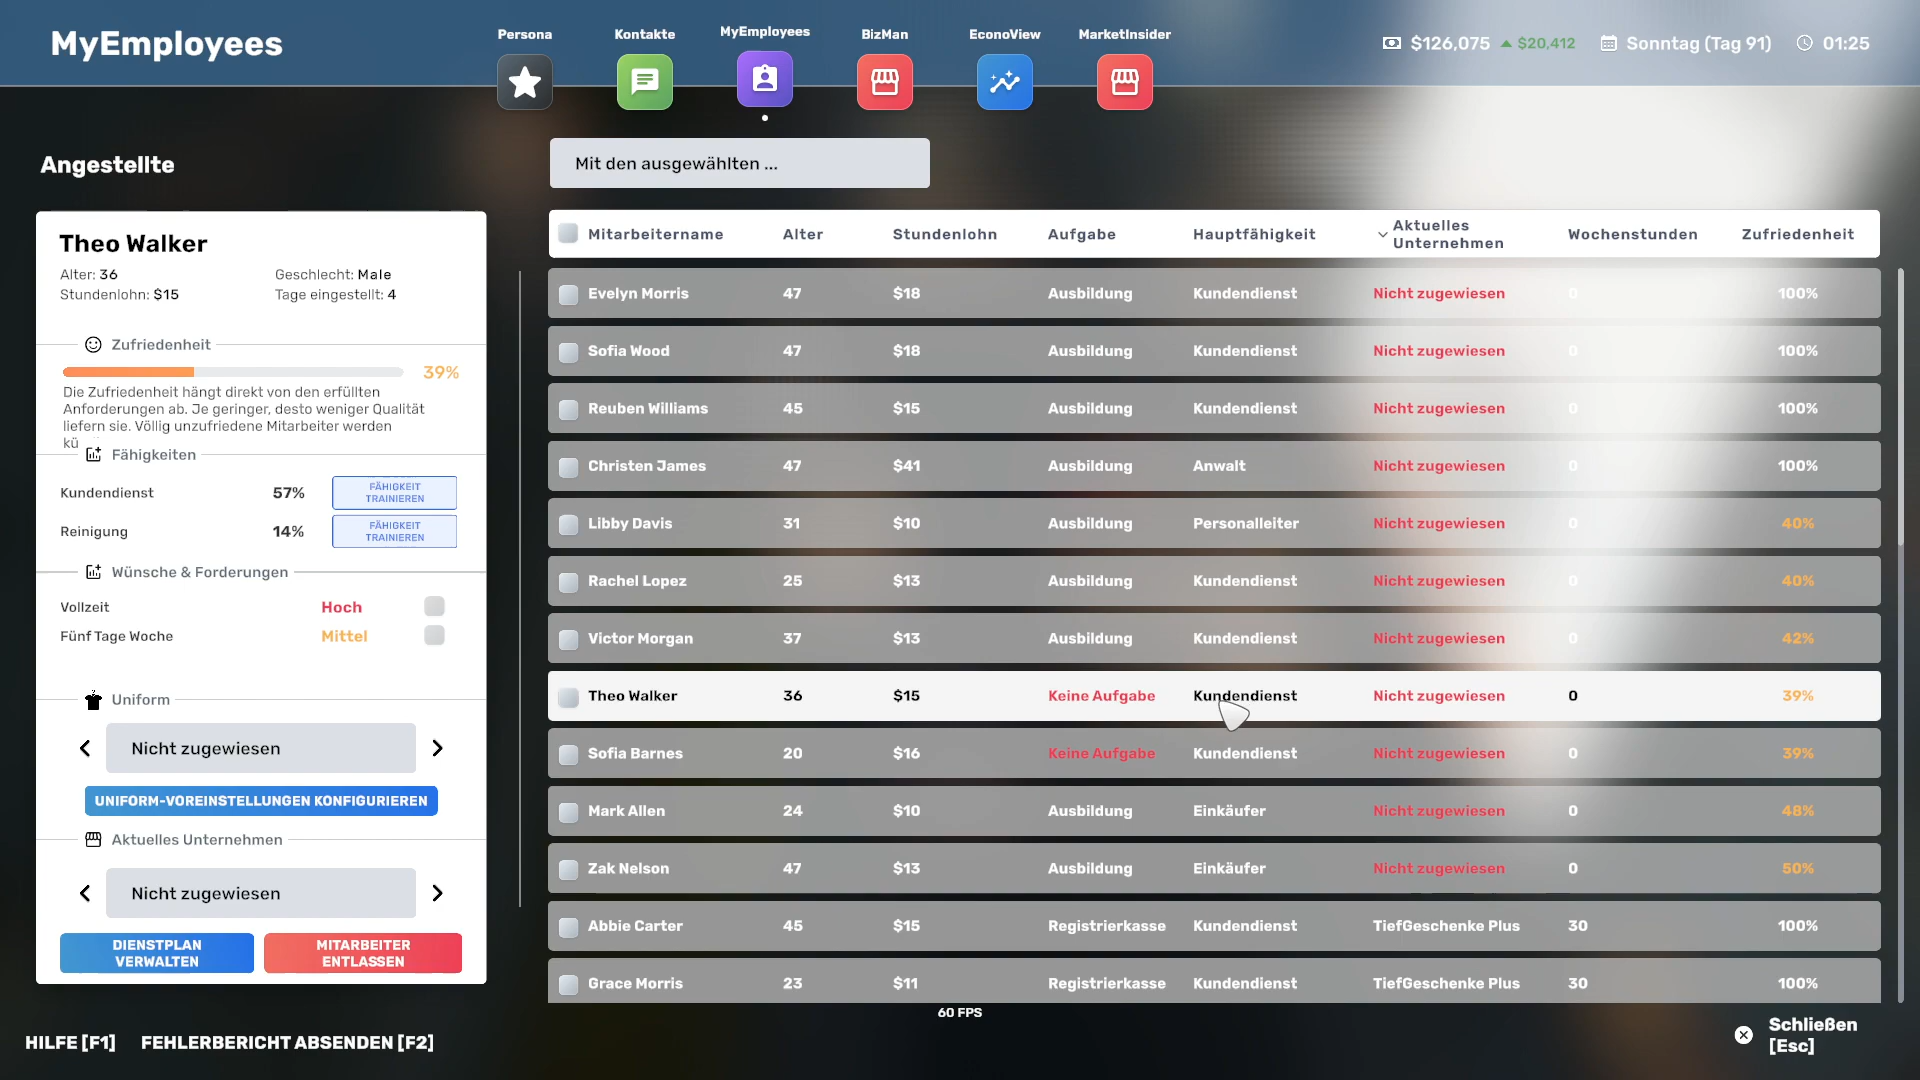 MyEmployees
Persona
Kontakte
MyEmployees
BizMan
EconoView
MarketInsider
$126,075
$20,412
Sonntag (Tag 91)
01:25
Angestellte
Mit den ausgewählten ...
Theo Walker
Alter: 36
Geschlecht: Male
Stundenlohn: $15
Tage eingestellt: 4
Zufriedenheit
39%
Die Zufriedenheit hängt direkt von den erfüllten
Anforderungen ab. Je geringer, desto weniger Qualität
liefern sie. Völlig unzufriedene Mitarbeiter werden
Fähigkeiten
Kundendienst 57% FÄHIGKEIT
TRAINIEREN
Reinigung 14% FÄHIGKEIT
TRAINIEREN
Wünsche & Forderungen
Vollzeit Hoch
Fünf Tage Woche Mittel
Uniform
Nicht zugewiesen
UNIFORM-VOREINSTELLUNGEN KONFIGURIEREN
Aktuelles Unternehmen
Nicht zugewiesen
DIENSTPLAN
VERWALTEN
MITARBEITER
ENTLASSEN
Mitarbeitername Alter Stundenlohn Aufgabe Hauptfähigkeit Aktuelles
Unternehmen Wochenstunden Zufriedenheit
Evelyn Morris 47 $18 Ausbildung Kundendienst Nicht zugewiesen 0 100%
Sofia Wood 47 $18 Ausbildung Kundendienst Nicht zugewiesen 0 100%
Reuben Williams 45 $15 Ausbildung Kundendienst Nicht zugewiesen 0 100%
Christen James 47 $41 Ausbildung Anwalt Nicht zugewiesen 0 100%
Libby Davis 31 $10 Ausbildung Personalleiter Nicht zugewiesen 0 40%
Rachel Lopez 25 $13 Ausbildung Kundendienst Nicht zugewiesen 0 40%
Victor Morgan 37 $13 Ausbildung Kundendienst Nicht zugewiesen 0 42%
Theo Walker 36 $15 Keine Aufgabe Kundendienst Nicht zugewiesen 0 39%
Sofia Barnes 20 $16 Keine Aufgabe Kundendienst Nicht zugewiesen 0 39%
Mark Allen 24 $10 Ausbildung Einkäufer Nicht zugewiesen 0 48%
Zak Nelson 47 $13 Ausbildung Einkäufer Nicht zugewiesen 0 50%
Abbie Carter 45 $15 Registrierkasse Kundendienst TiefGeschenke Plus 30 100%
Grace Morris 23 $11 Registrierkasse Kundendienst TiefGeschenke Plus 30 100%
60 FPS
HILFE [F1]
FEHLERBERICHT ABSENDEN [F2]
Schließen
[Esc]